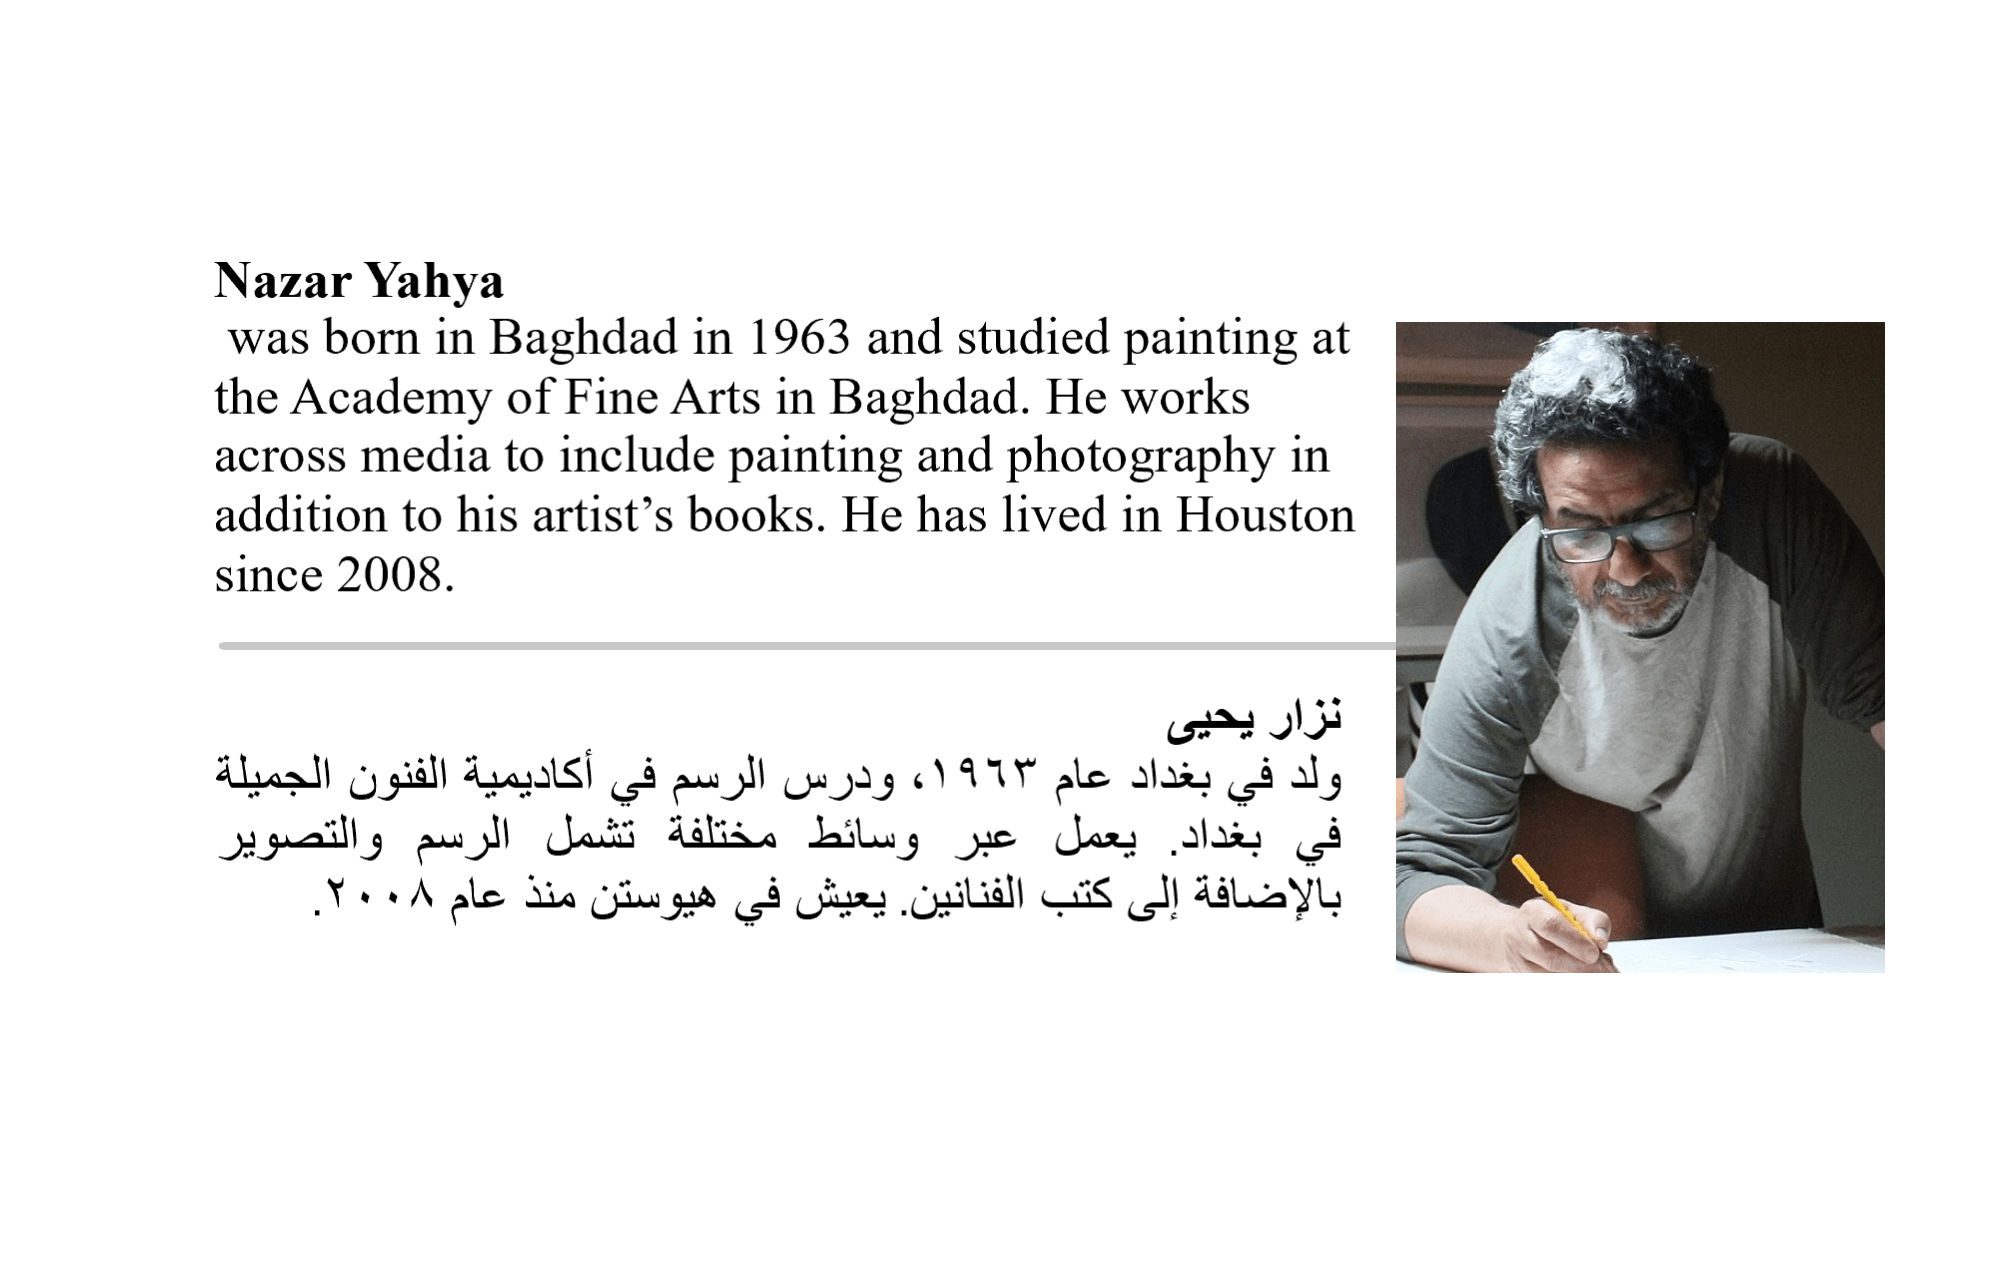 Nazar Yahya
was born in Baghdad in 1963 and studied painting at
the Academy of Fine Arts in Baghdad. He works
across media to include painting and photography in
addition to his artist’s books. He has lived in Houston
since 2008.
نزار يحيى
ولد في بغداد عام ١٩٦٣، ودرس الرسم في أكاديمية الفنون الجميلة
في بغداد. يعمل عبر وسائط مختلفة تشمل الرسم والتصوير
بالإضافة إلى كتب الفنانين. يعيش في هيوستن منذ عام ٢٠٠٨.